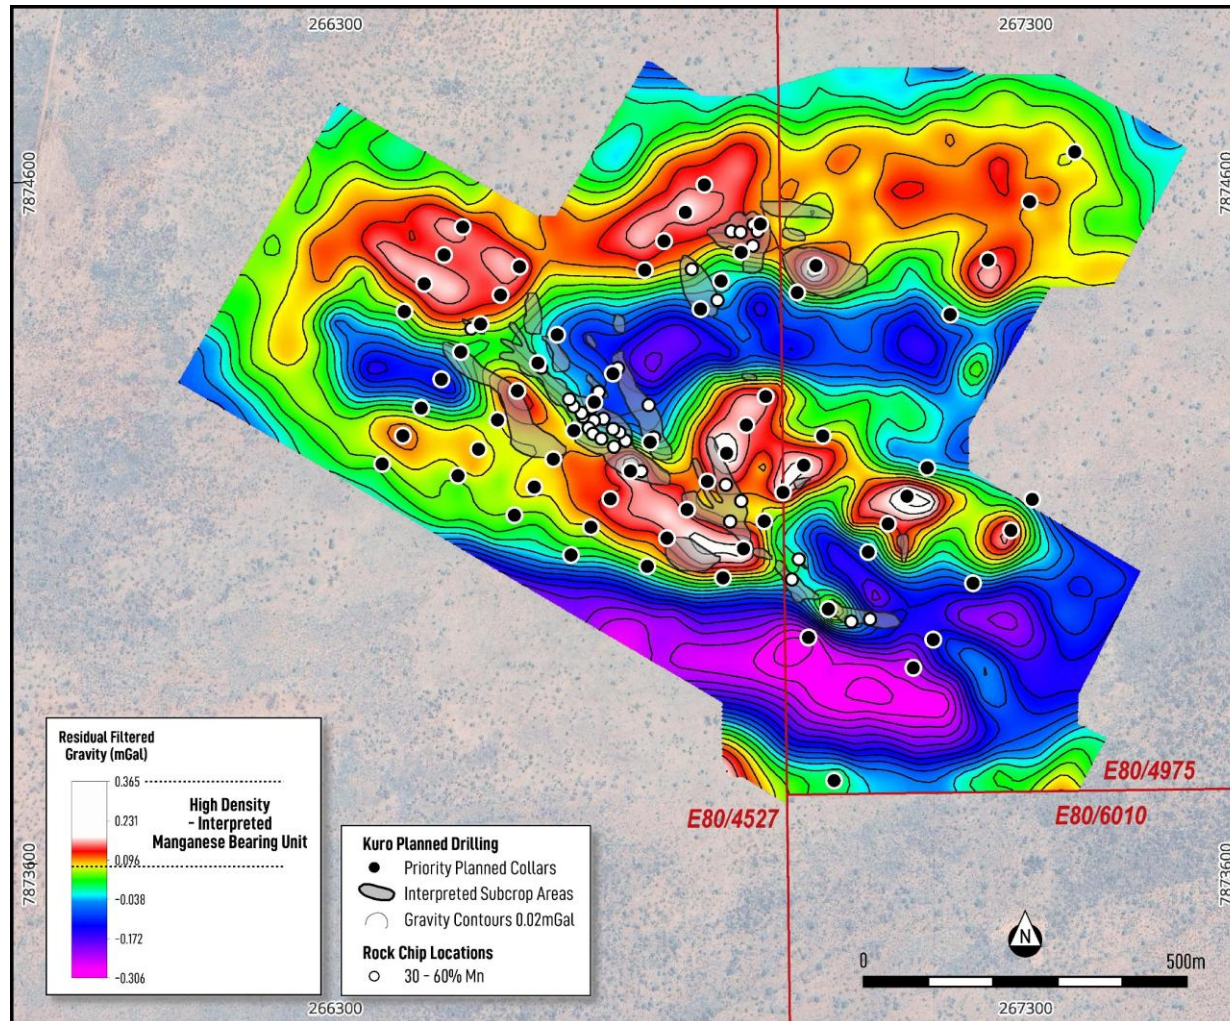 266300
267300
7874600
7874600
Residual Filtered
Gravity (mGal)
0.365
0.231
0.096
-0.038
-0.172
-0.306
High Density
- Interpreted
Manganese Bearing Unit
Kuro Planned Drilling
Priority Planned Collars
Interpreted Subcrop Areas
Gravity Contours 0.02mGal
Rock Chip Locations
30 - 60% Mn
E80/4527
E80/4975
E80/6010
7873600
7873600
N
0
500m
266300
267300